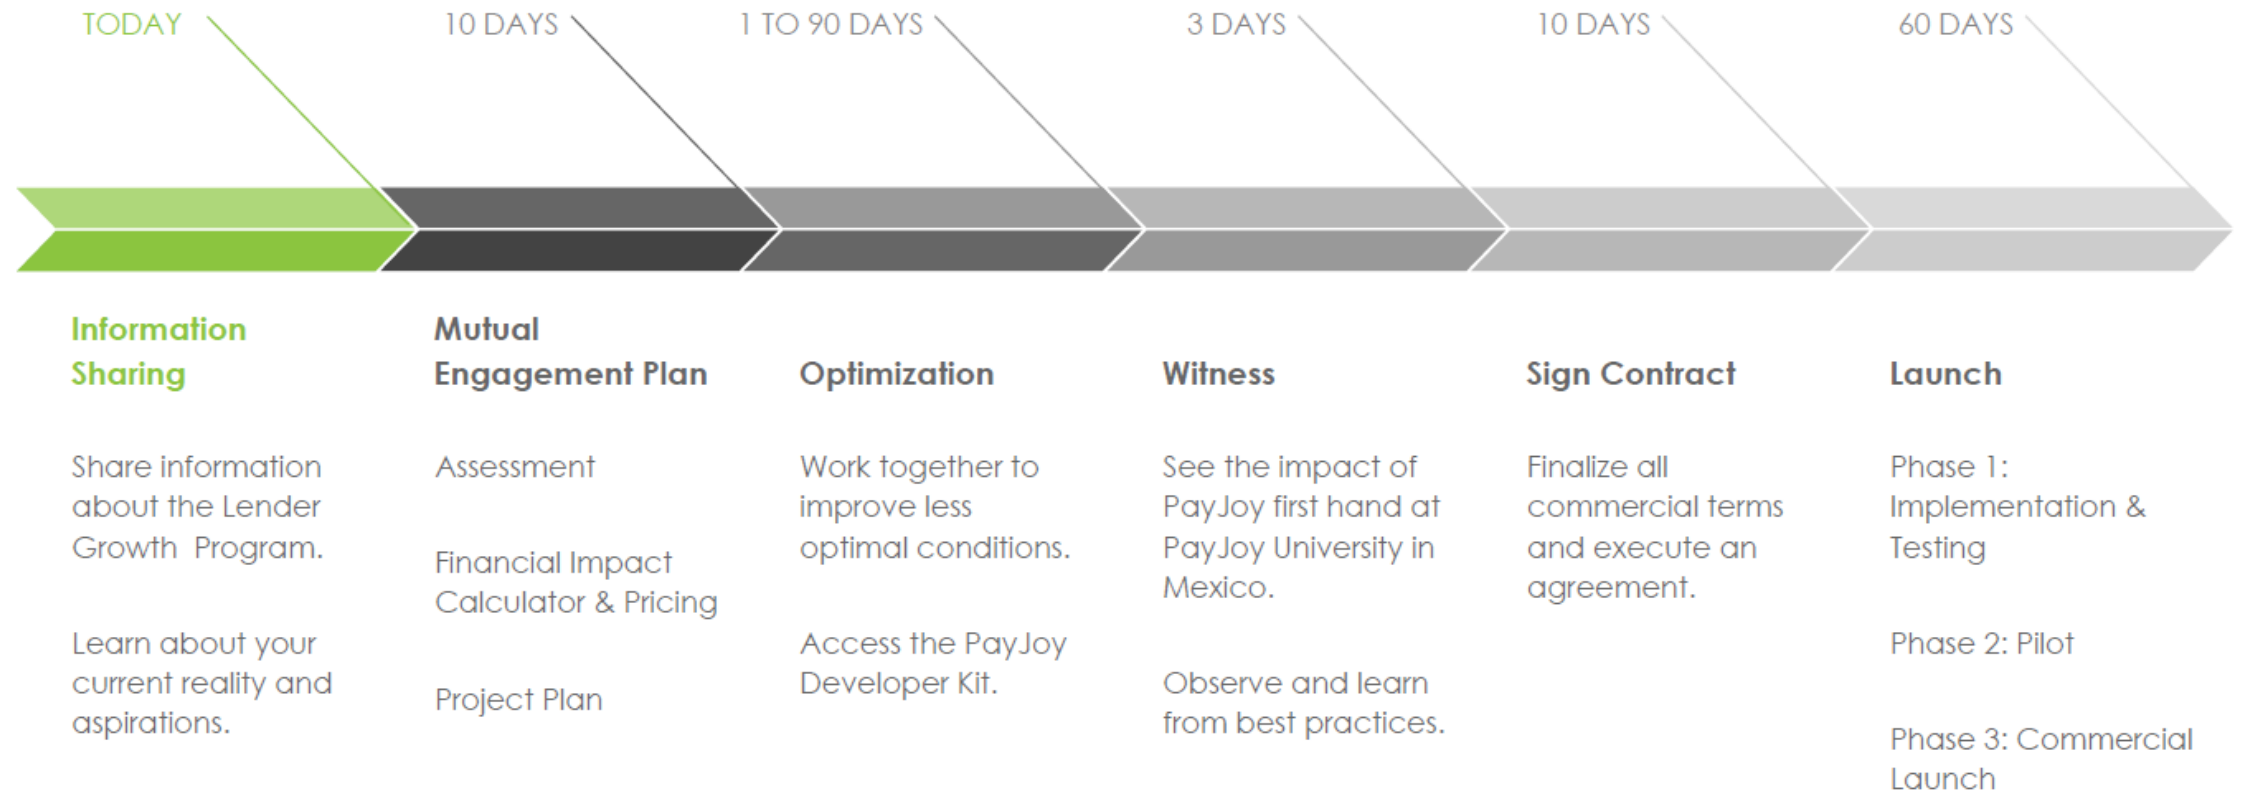 TODAY
10 DAYS
1 TO 90 DAYS
3 DAYS
10 DAYS
60 DAYS
Information
Sharing
Share information
about the Lender
Growth Program.
Learn about your
current reality and
aspirations.
Mutual
Engagement Plan
Assessment
Financial Impact
Calculator & Pricing
Project Plan
Optimization
Work together to
improve less
optimal conditions.
Access the PayJoy
Developer Kit.
Witness
See the impact of
PayJoy first hand at
PayJoy University in
Mexico.
Observe and learn
from best practices.
Sign Contract
Finalize all
commercial terms
and execute an
agreement.
Launch
Phase 1:
Implementation &
Testing
Phase 2: Pilot
Phase 3: Commercial
Launch